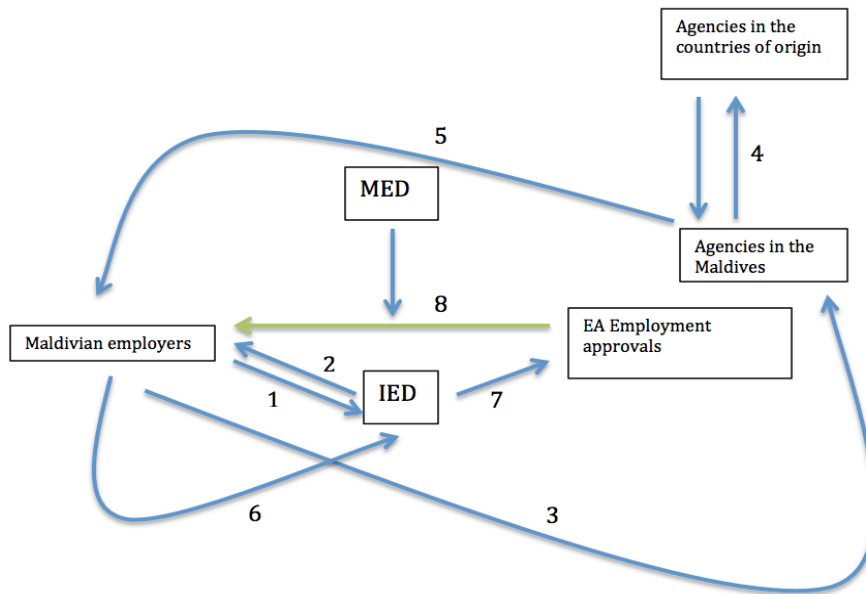 Agencies in the
countries of origin
5
4
MED
Agencies in the
Maldives
8
EA Employment
approvals
Maldivian employers
2
IED
1
7
6
3